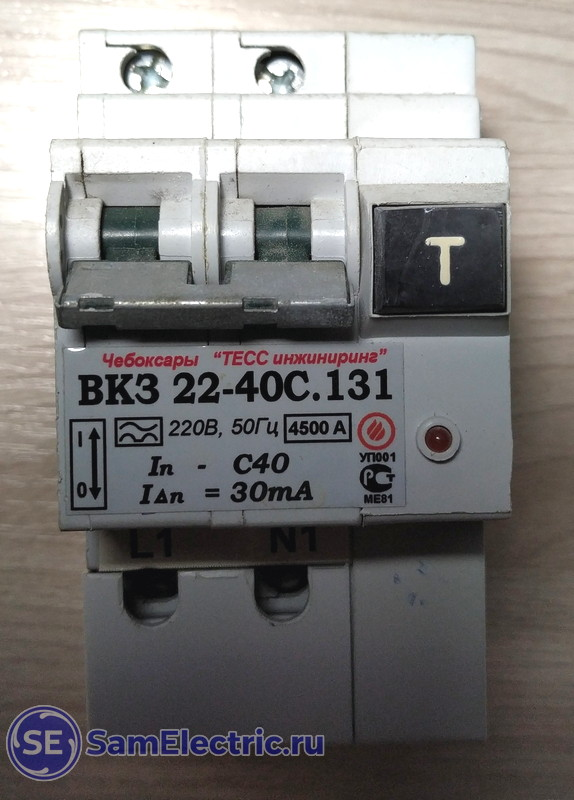 T
Чебоксары "ТЕСС инжиниринг"
ВКЗ 22-40С.131
I
0
220В, 50Гц 4500 А
УП001
In - C40
IΔn = 30mA
РСТ
МЕ81
L1 N1
SE SamElectric.ru